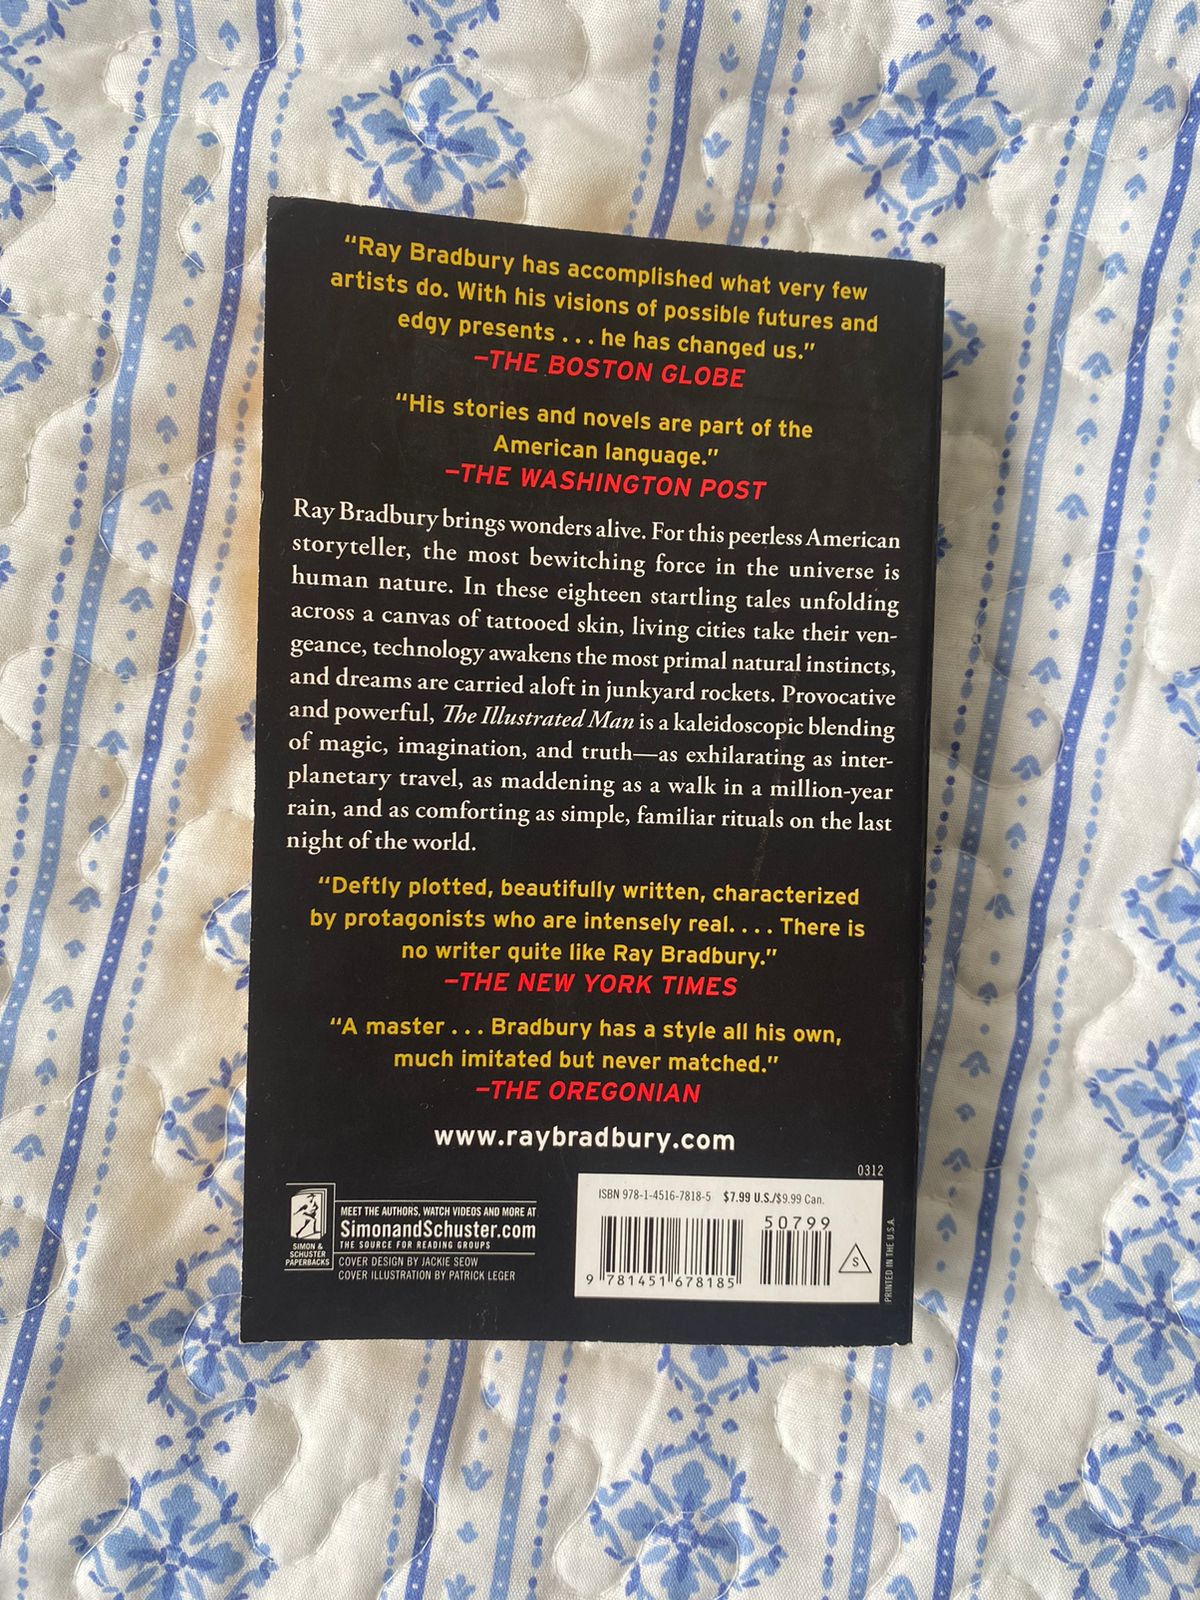 “Ray Bradbury has accomplished what very few
artists do. With his visions of possible futures and
edgy presents . . . he has changed us.”
–THE BOSTON GLOBE
“His stories and novels are part of the
American language.”
–THE WASHINGTON POST
Ray Bradbury brings wonders alive. For this peerless American
storyteller, the most bewitching force in the universe is
human nature. In these eighteen startling tales unfolding
across a canvas of tattooed skin, living cities take their ven-
geance, technology awakens the most primal natural instincts,
and dreams are carried aloft in junkyard rockets. Provocative
and powerful, The Illustrated Man is a kaleidoscopic blending
of magic, imagination, and truth—as exhilarating as inter-
planetary travel, as maddening as a walk in a million-year
rain, and as comforting as simple, familiar rituals on the last
night of the world.
“Deftly plotted, beautifully written, characterized
by protagonists who are intensely real. . . . There is
no writer quite like Ray Bradbury.”
–THE NEW YORK TIMES
“A master . . . Bradbury has a style all his own,
much imitated but never matched.”
–THE OREGONIAN
www.raybradbury.com
0312
SIMON &
SCHUSTER
PAPERBACKS
MEET THE AUTHORS, WATCH VIDEOS AND MORE AT
SimonandSchuster.com
THE SOURCE FOR READING GROUPS
COVER DESIGN BY JACKIE SEOW
COVER ILLUSTRATION BY PATRICK LEGER
ISBN 978-1-4516-7818-5 $7.99 U.S./$9.99 Can.
50799
9 781451 678185
S
PRINTED IN THE U.S.A.